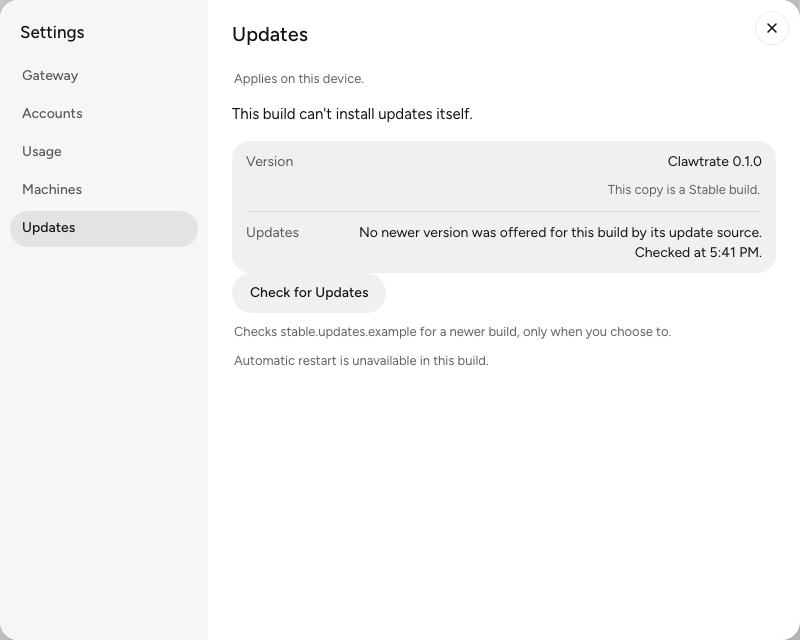 Settings
Gateway
Accounts
Usage
Machines
Updates
Updates
Applies on this device.
This build can't install updates itself.
Version
Clawtrate 0.1.0
This copy is a Stable build.
Updates
No newer version was offered for this build by its update source.
Checked at 5:41 PM.
Check for Updates
Checks stable.updates.example for a newer build, only when you choose to.
Automatic restart is unavailable in this build.